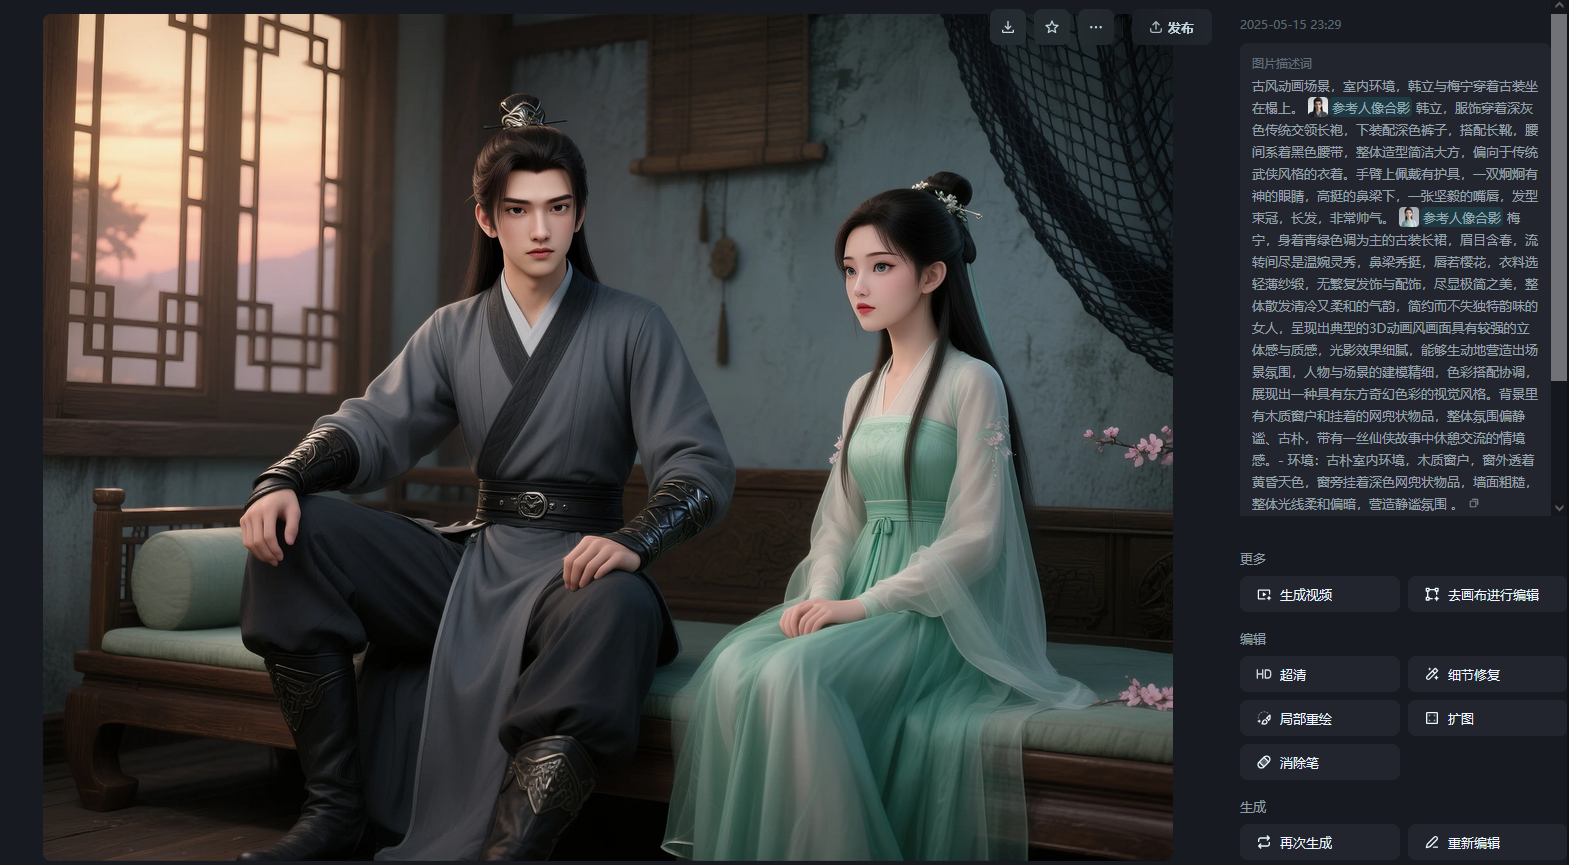 发布
2025-05-15 23:29
图片描述词
古风动画场景，室内环境，韩立与梅宁穿着古装坐
在榻上。 参考人像合影 韩立，服饰穿着深灰
色传统交领长袍，下装配深色裤子，搭配长靴，腰
间系着黑色腰带，整体造型简洁大方，偏向于传统
武侠风格的衣着。手臂上佩戴有护具，一双炯炯有
神的眼睛，高挺的鼻梁下，一张坚毅的嘴唇，发型
束冠，长发，非常帅气。 参考人像合影 梅
宁，身着青绿色调为主的古装长裙，眉目含春，流
转间尽是温婉灵秀，鼻梁秀挺，唇若樱花，衣料选
轻薄纱缎，无繁复发饰与配饰，尽显极简之美，整
体散发清冷又柔和的气韵，简约而不失独特韵味的
女人，呈现出典型的3D动画风画面具有较强的立
体感与质感，光影效果细腻，能够生动地营造出场
景氛围，人物与场景的建模精细，色彩搭配协调，
展现出一种具有东方奇幻色彩的视觉风格。背景里
有木质窗户和挂着的网兜状物品，整体氛围偏静
谧、古朴，带有一丝仙侠故事中休憩交流的情境
感。- 环境：古朴室内环境，木质窗户，窗外透着
黄昏天色，窗旁挂着深色网兜状物品，墙面粗糙，
整体光线柔和偏暗，营造静谧氛围 。
更多
生成视频
去画布进行编辑
编辑
HD 超清
细节修复
局部重绘
扩图
消除笔
生成
再次生成
重新编辑